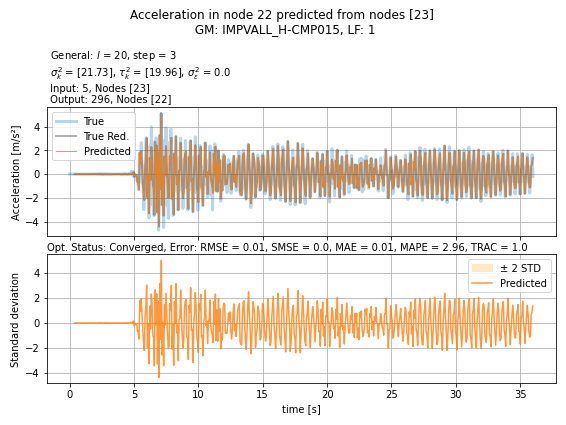 Acceleration in node 22 predicted from nodes [23]
GM: IMPVALL_H-CMP015, LF: 1
General: l = 20, step = 3
σ²ₖ = [21.73], τ²ₖ = [19.96], σ²ε = 0.0
Input: 5, Nodes [23]
Output: 296, Nodes [22]
True
True Red.
Predicted
Acceleration [m/s²]
4
2
0
−2
−4
Opt. Status: Converged, Error: RMSE = 0.01, SMSE = 0.0, MAE = 0.01, MAPE = 2.96, TRAC = 1.0
± 2 STD
Predicted
Standard deviation
4
2
0
−2
−4
0 5 10 15 20 25 30 35
time [s]